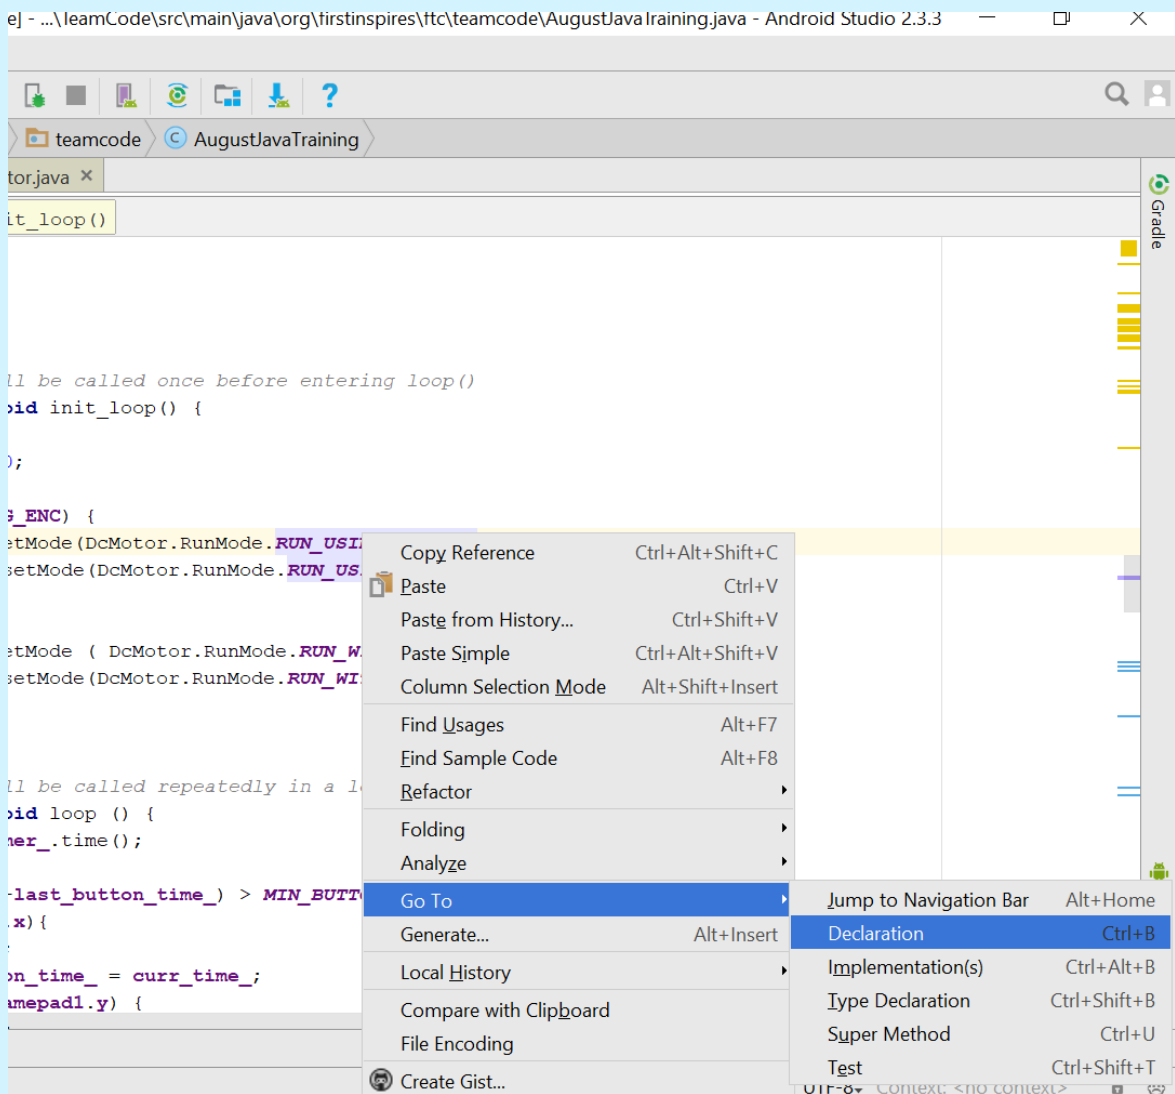 e] - ...\TeamCode\src\main\java\org\firstinspires\ftc\teamcode\AugustJavaTraining.java - Android Studio 2.3.3
?
teamcode
C AugustJavaTraining
tor.java
it_loop()
Gradle
ll be called once before entering loop()
oid init_loop() {
);
G_ENC) {
etMode(DcMotor.RunMode.RUN_USI
setMode(DcMotor.RunMode.RUN_US
etMode ( DcMotor.RunMode.RUN_W
setMode(DcMotor.RunMode.RUN_WI
ll be called repeatedly in a l
oid loop () {
mer_.time();
-last_button_time_) > MIN_BUTT
.x){
;
on_time_ = curr_time_;
amepad1.y) {
Copy Reference Ctrl+Alt+Shift+C
Paste Ctrl+V
Paste from History... Ctrl+Shift+V
Paste Simple Ctrl+Alt+Shift+V
Column Selection Mode Alt+Shift+Insert
Find Usages Alt+F7
Find Sample Code Alt+F8
Refactor
Folding
Analyze
Go To
Generate... Alt+Insert
Local History
Compare with Clipboard
File Encoding
Create Gist...
Jump to Navigation Bar Alt+Home
Declaration Ctrl+B
Implementation(s) Ctrl+Alt+B
Type Declaration Ctrl+Shift+B
Super Method Ctrl+U
Test Ctrl+Shift+T
UTF-8 Context: <no context>